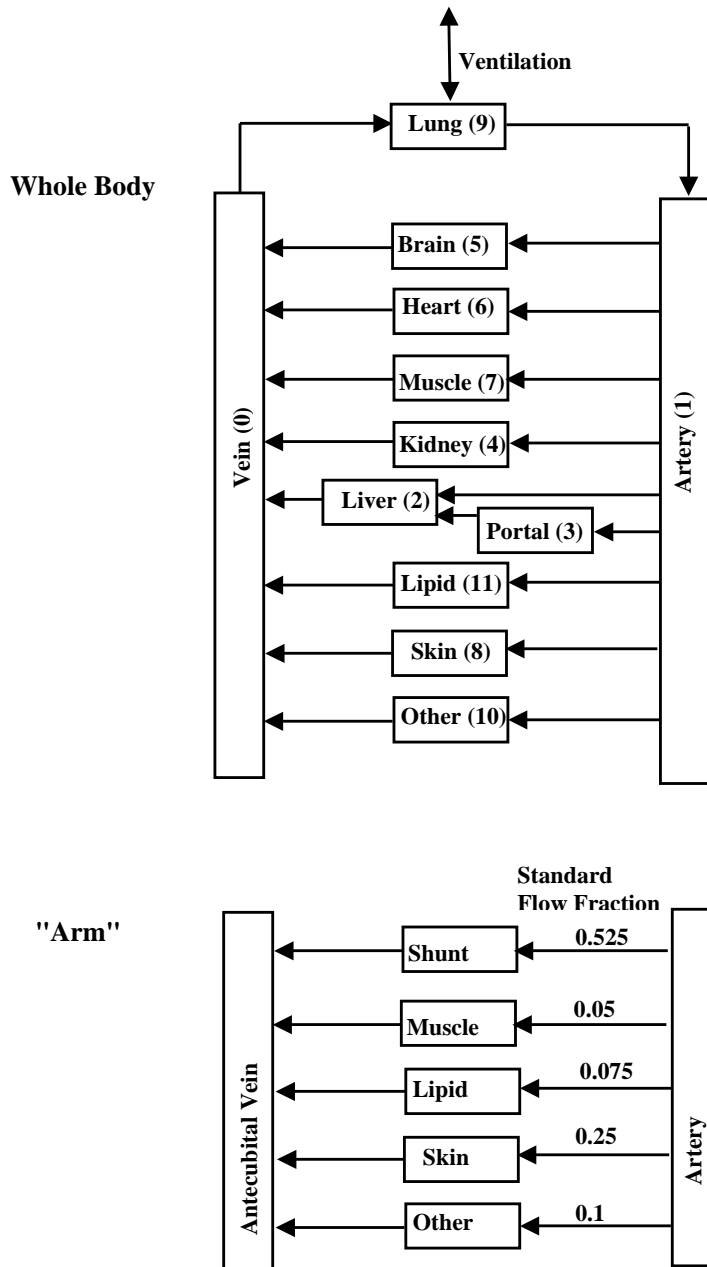 Ventilation
Lung (9)
Whole Body
Brain (5)
Heart (6)
Muscle (7)
Vein (0)
Artery (1)
Kidney (4)
Liver (2)
Portal (3)
Lipid (11)
Skin (8)
Other (10)
Standard
Flow Fraction
"Arm"
Shunt
0.525
Muscle
0.05
Antecubital Vein
Artery
Lipid
0.075
Skin
0.25
Other
0.1